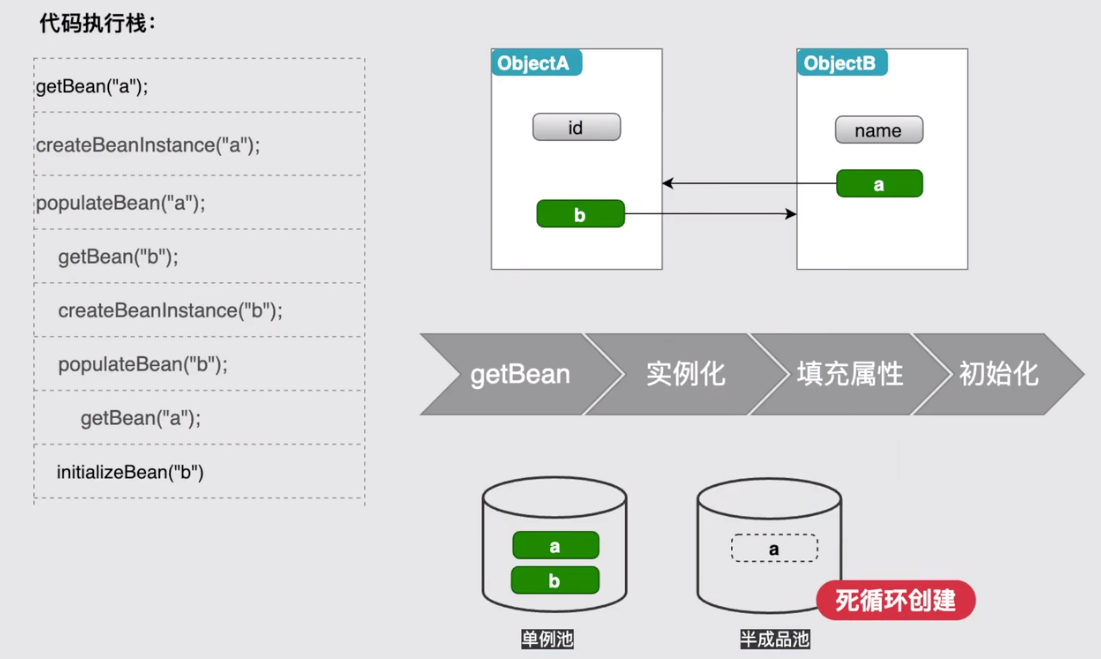 代码执行栈：
getBean("a");
createBeanInstance("a");
populateBean("a");
getBean("b");
createBeanInstance("b");
populateBean("b");
getBean("a");
initializeBean("b")
ObjectA
id
b
ObjectB
name
a
getBean
实例化
填充属性
初始化
a
b
单例池
a
死循环创建
半成品池